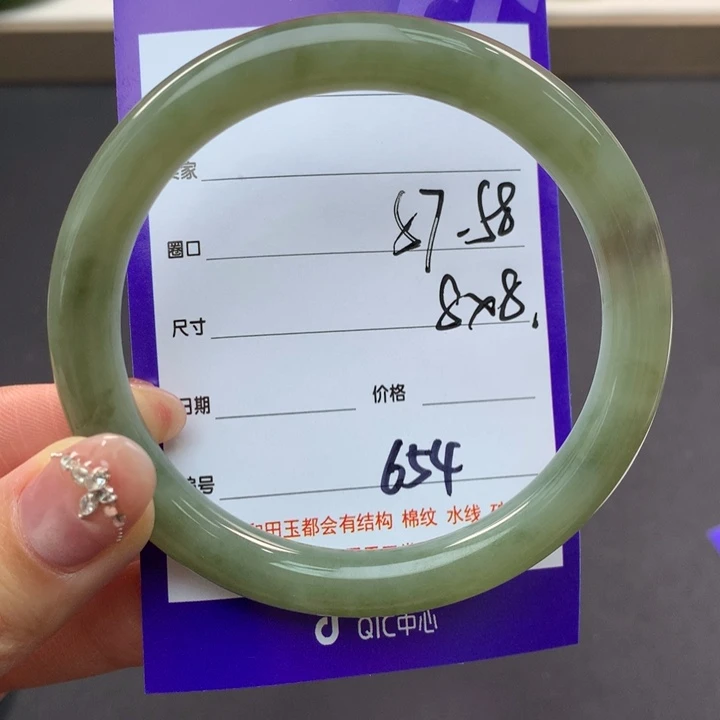 家
圈口 57-58
尺寸 8x8
日期 价格
号 654
田玉都会有结构 棉纹 水线
QIC中心